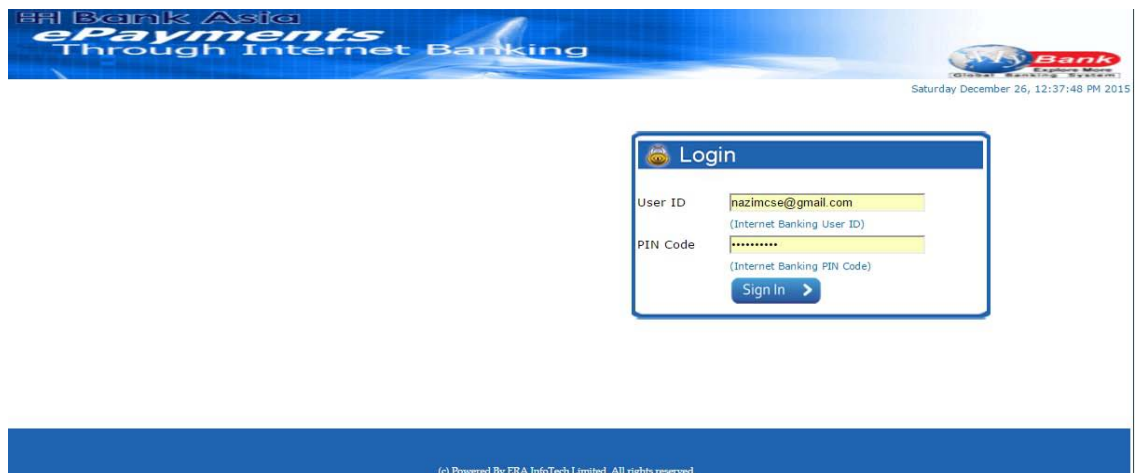 Bank Asia
ePayments
Through Internet Banking
Bank
Explore More
Global Banking System
Saturday December 26, 12:37:48 PM 2015
Login
User ID nazimcse@gmail.com
(Internet Banking User ID)
PIN Code ••••••••••
(Internet Banking PIN Code)
Sign In
(c) Powered By ERA InfoTech Limited. All rights reserved